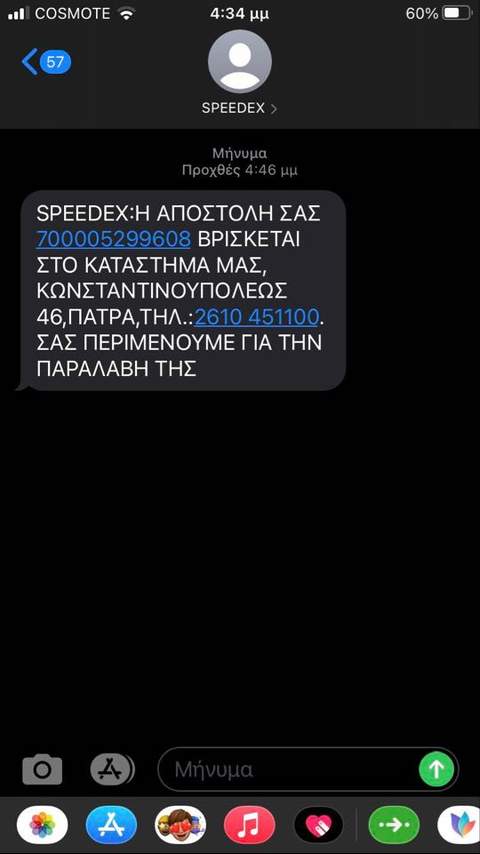 COSMOTE 4:34 μμ 60%
57
SPEEDEX
Μήνυμα
Προχθές 4:46 μμ
SPEEDEX:Η ΑΠΟΣΤΟΛΗ ΣΑΣ
700005299608 ΒΡΙΣΚΕΤΑΙ
ΣΤΟ ΚΑΤΑΣΤΗΜΑ ΜΑΣ,
ΚΩΝΣΤΑΝΤΙΝΟΥΠΟΛΕΩΣ
46,ΠΑΤΡΑ,ΤΗΛ.:2610 451100.
ΣΑΣ ΠΕΡΙΜΕΝΟΥΜΕ ΓΙΑ ΤΗΝ
ΠΑΡΑΛΑΒΗ ΤΗΣ
Μήνυμα